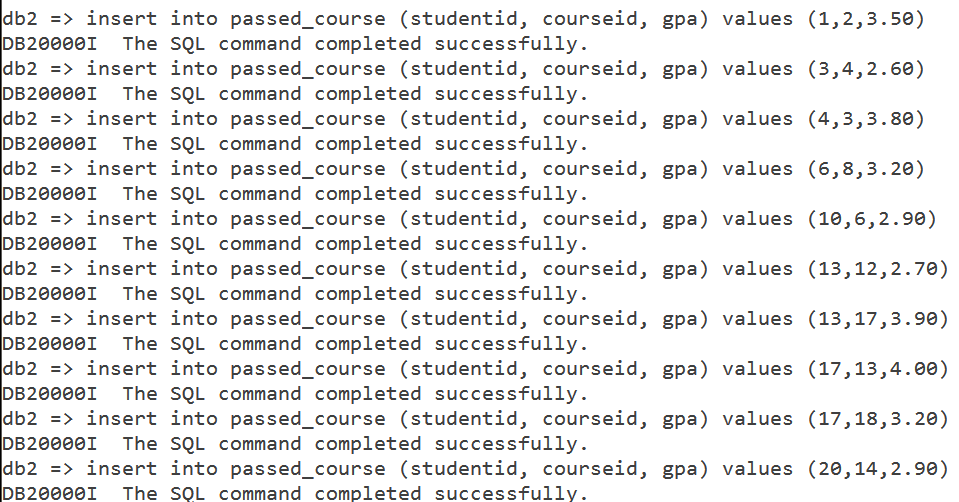 db2 => insert into passed_course (studentid, courseid, gpa) values (1,2,3.50)
DB20000I  The SQL command completed successfully.
db2 => insert into passed_course (studentid, courseid, gpa) values (3,4,2.60)
DB20000I  The SQL command completed successfully.
db2 => insert into passed_course (studentid, courseid, gpa) values (4,3,3.80)
DB20000I  The SQL command completed successfully.
db2 => insert into passed_course (studentid, courseid, gpa) values (6,8,3.20)
DB20000I  The SQL command completed successfully.
db2 => insert into passed_course (studentid, courseid, gpa) values (10,6,2.90)
DB20000I  The SQL command completed successfully.
db2 => insert into passed_course (studentid, courseid, gpa) values (13,12,2.70)
DB20000I  The SQL command completed successfully.
db2 => insert into passed_course (studentid, courseid, gpa) values (13,17,3.90)
DB20000I  The SQL command completed successfully.
db2 => insert into passed_course (studentid, courseid, gpa) values (17,13,4.00)
DB20000I  The SQL command completed successfully.
db2 => insert into passed_course (studentid, courseid, gpa) values (17,18,3.20)
DB20000I  The SQL command completed successfully.
db2 => insert into passed_course (studentid, courseid, gpa) values (20,14,2.90)
DB20000I  The SQL command completed successfully.